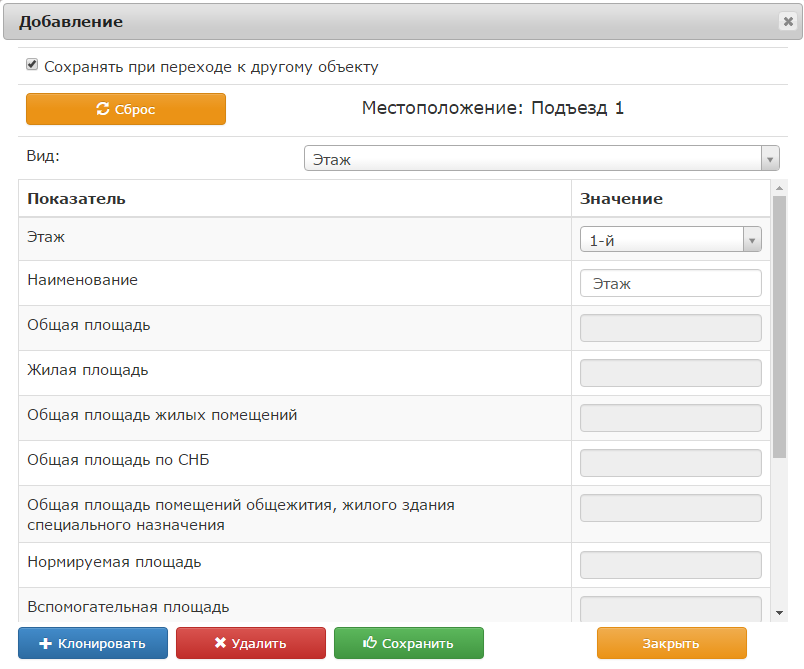 Добавление
Сохранять при переходе к другому объекту
Сброс
Местоположение: Подъезд 1
Вид:
Этаж
Показатель
Значение
Этаж
1-й
Наименование
Этаж
Общая площадь
Жилая площадь
Общая площадь жилых помещений
Общая площадь по СНБ
Общая площадь помещений общежития, жилого здания
специального назначения
Нормируемая площадь
Вспомогательная площадь
Клонировать
Удалить
Сохранить
Закрыть